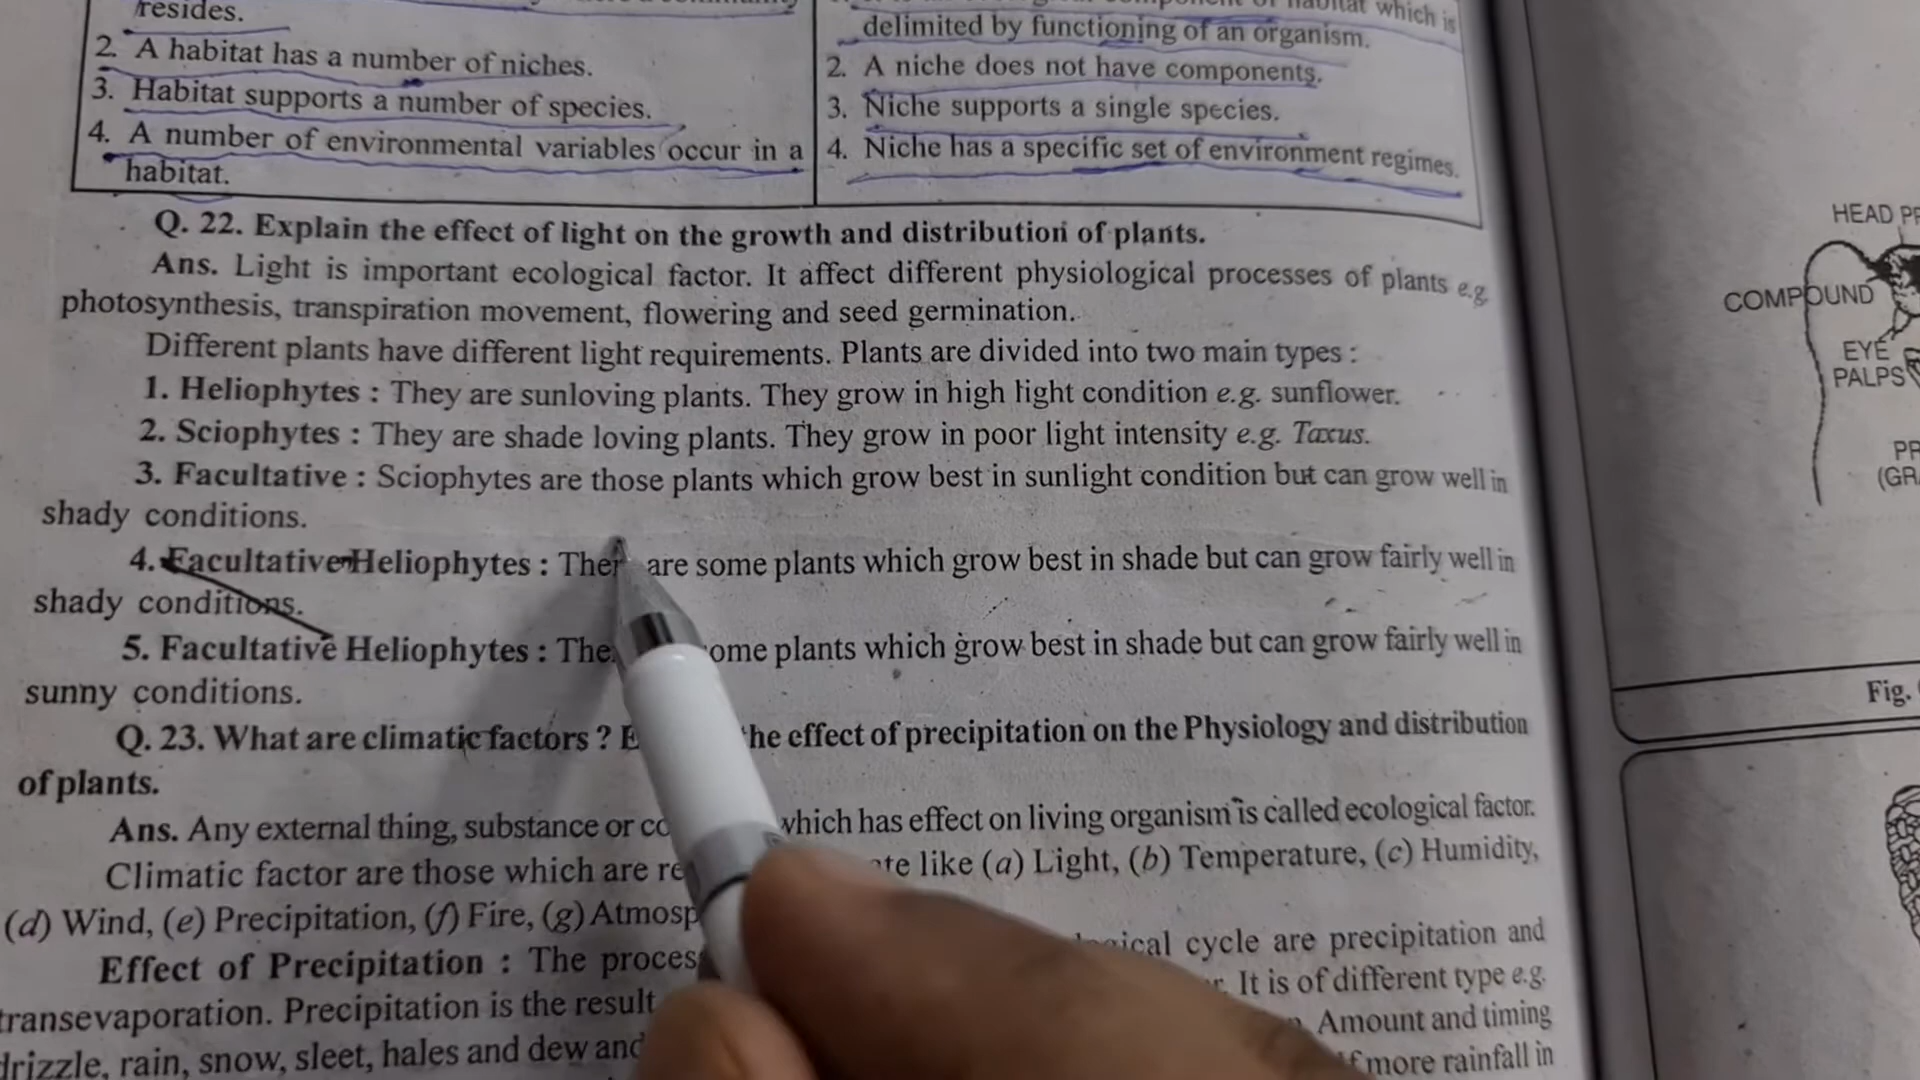 resides.
2. A habitat has a number of niches.
3. Habitat supports a number of species.
4. A number of environmental variables occur in a
habitat.
habitat which is
delimited by functioning of an organism.
2. A niche does not have components.
3. Niche supports a single species.
4. Niche has a specific set of environment regimes.
Q. 22. Explain the effect of light on the growth and distribution of plants.
Ans. Light is important ecological factor. It affect different physiological processes of plants e.g.
photosynthesis, transpiration movement, flowering and seed germination.
Different plants have different light requirements. Plants are divided into two main types :
1. Heliophytes : They are sunloving plants. They grow in high light condition e.g. sunflower.
2. Sciophytes : They are shade loving plants. They grow in poor light intensity e.g. Taxus.
3. Facultative : Sciophytes are those plants which grow best in sunlight condition but can grow well in
shady conditions.
4. Facultative Heliophytes : are some plants which grow best in shade but can grow fairly well in
shady conditions.
5. Facultative Heliophytes : some plants which grow best in shade but can grow fairly well in
sunny conditions.
Q. 23. What are climatic factors ? the effect of precipitation on the Physiology and distribution
of plants.
Ans. Any external thing, substance or which has effect on living organism is called ecological factor.
Climatic factor are those which are like (a) Light, (b) Temperature, (c) Humidity,
(d) Wind, (e) Precipitation, (f) Fire, (g)
Effect of Precipitation : The cycle are precipitation and
transevaporation. Precipitation is the result It is of different type e.g.
drizzle, rain, snow, sleet, hales and dew and Amount and timing
more rainfall in
HEAD
COMPOUND
EYE
PALPS
Fig.